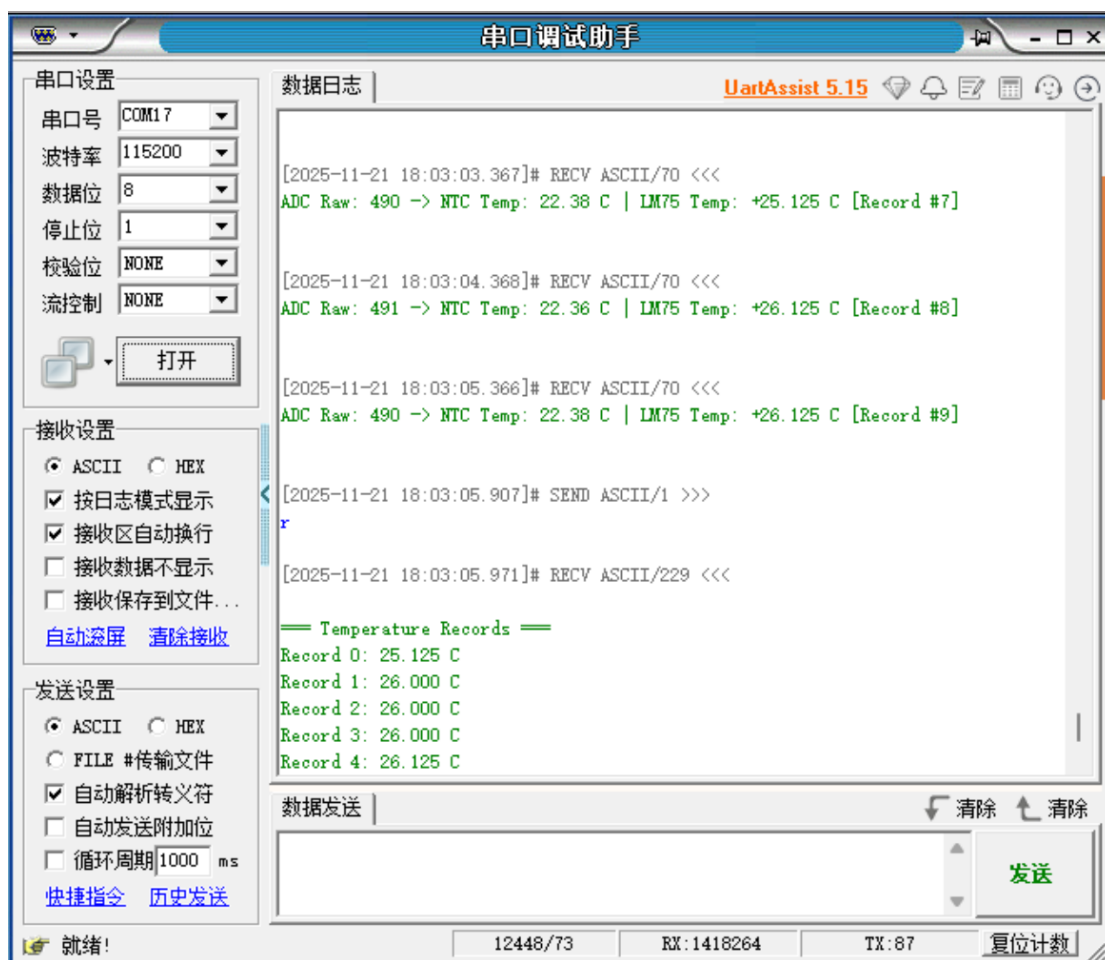 串口调试助手
串口设置
串口号 COM17
波特率 115200
数据位 8
停止位 1
校验位 NONE
流控制 NONE
打开
接收设置
ASCII HEX
按日志模式显示
接收区自动换行
接收数据不显示
接收保存到文件...
自动滚屏 清除接收
发送设置
ASCII HEX
FILE #传输文件
自动解析转义符
自动发送附加位
循环周期 1000 ms
快捷指令 历史发送
数据日志
UartAssist 5.15
[2025-11-21 18:03:03.367]# RECV ASCII/70 <<<
ADC Raw: 490 -> NTC Temp: 22.38 C | LM75 Temp: +25.125 C [Record #7]
[2025-11-21 18:03:04.368]# RECV ASCII/70 <<<
ADC Raw: 491 -> NTC Temp: 22.36 C | LM75 Temp: +26.125 C [Record #8]
[2025-11-21 18:03:05.366]# RECV ASCII/70 <<<
ADC Raw: 490 -> NTC Temp: 22.38 C | LM75 Temp: +26.125 C [Record #9]
[2025-11-21 18:03:05.907]# SEND ASCII/1 >>>
r
[2025-11-21 18:03:05.971]# RECV ASCII/229 <<<
=== Temperature Records ===
Record 0: 25.125 C
Record 1: 26.000 C
Record 2: 26.000 C
Record 3: 26.000 C
Record 4: 26.125 C
数据发送
清除 清除
发送
就绪! 12448/73 RX:1418264 TX:87 复位计数